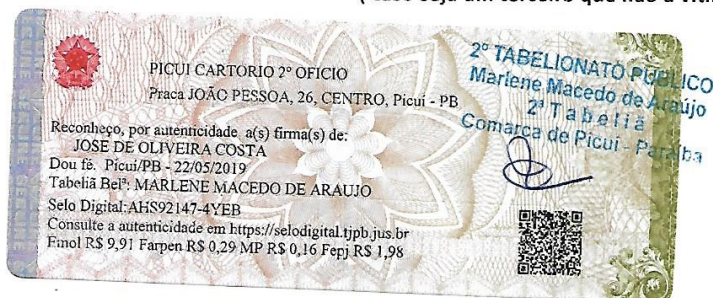 PICUI CARTORIO 2º OFICIO
Praca JOÃO PESSOA, 26, CENTRO, Picui - PB
Reconheço, por autenticidade a(s) firma(s) de:
JOSE DE OLIVEIRA COSTA
Dou fé. Picui/PB - 22/05/2019
Tabeliã Belª: MARLENE MACEDO DE ARAUJO
Selo Digital:AHS92147-4YEB
Consulte a autenticidade em https://selodigital.tjpb.jus.br
Emol R$ 9,91 Farpen R$ 0,29 MP R$ 0,16 Fepj R$ 1,98
2º TABELIONATO PUBLICO
Marlene Macedo de Araújo
2ª Tabeliã
Comarca de Picui - Paraíba